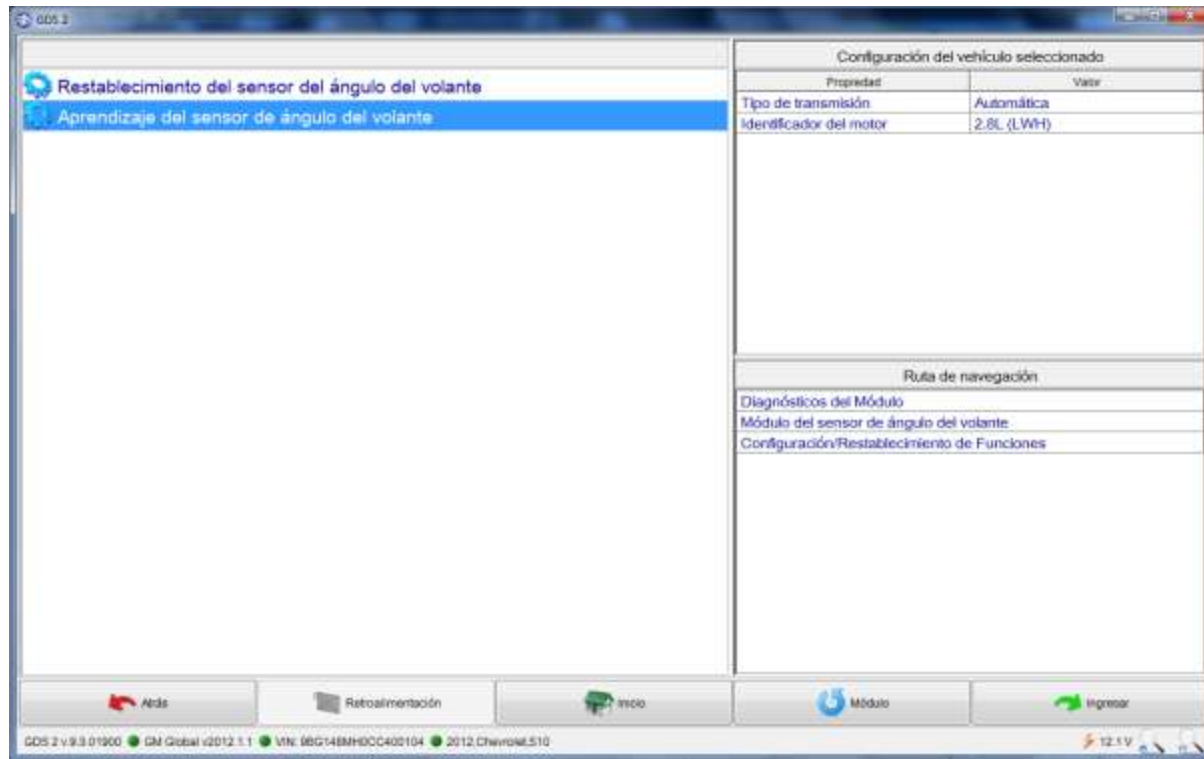 GDS 2
Configuración del vehículo seleccionado
Restablecimiento del sensor del ángulo del volante
Aprendizaje del sensor de ángulo del volante
Propiedad Valor
Tipo de transmisión Automática
Identificador del motor 2.8L (LWH)
Ruta de navegación
Diagnósticos del Módulo
Módulo del sensor de ángulo del volante
Configuración/Restablecimiento de Funciones
Atrás Retroalimentación Inicio Módulo Ingresar
GDS 2 v 9.3.01900 GM Global v2012.1.1 VIN: 9BG148MH0CC400104 2012,Chevrolet,S10 12.1 V